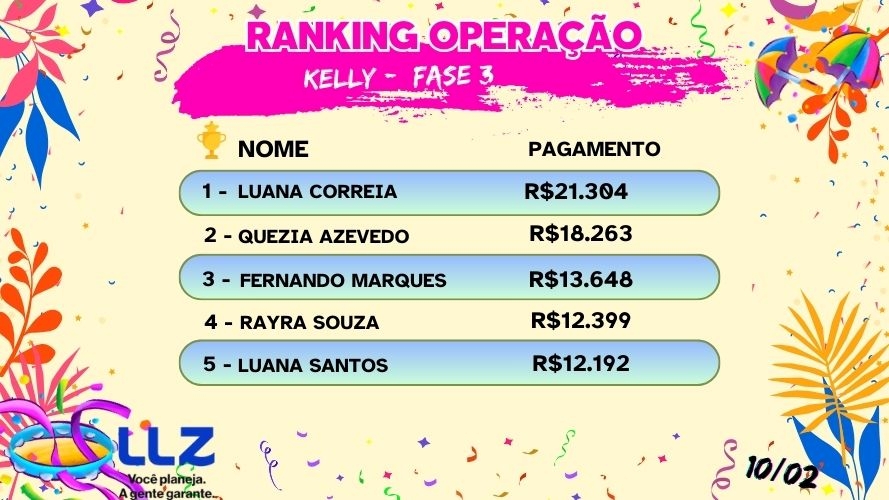 RANKING OPERAÇÃO
KELLY - FASE 3
NOME PAGAMENTO
1 - LUANA CORREIA R$21.304
2 - QUEZIA AZEVEDO R$18.263
3 - FERNANDO MARQUES R$13.648
4 - RAYRA SOUZA R$12.399
5 - LUANA SANTOS R$12.192
LLZ
Você planeja.
A gente garante..
10/02